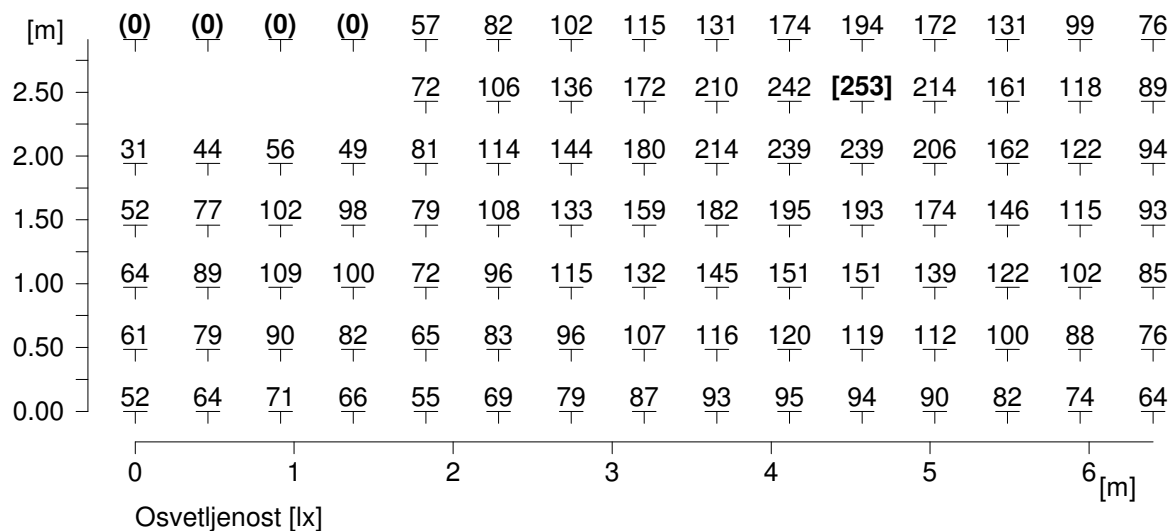 [m] (0) (0) (0) (0) 57 82 102 115 131 174 194 172 131 99 76
2.50 72 106 136 172 210 242 [253] 214 161 118 89
2.00 31 44 56 49 81 114 144 180 214 239 239 206 162 122 94
1.50 52 77 102 98 79 108 133 159 182 195 193 174 146 115 93
1.00 64 89 109 100 72 96 115 132 145 151 151 139 122 102 85
0.50 61 79 90 82 65 83 96 107 116 120 119 112 100 88 76
0.00 52 64 71 66 55 69 79 87 93 95 94 90 82 74 64
0 1 2 3 4 5 6 [m]
Osvetljenost [lx]